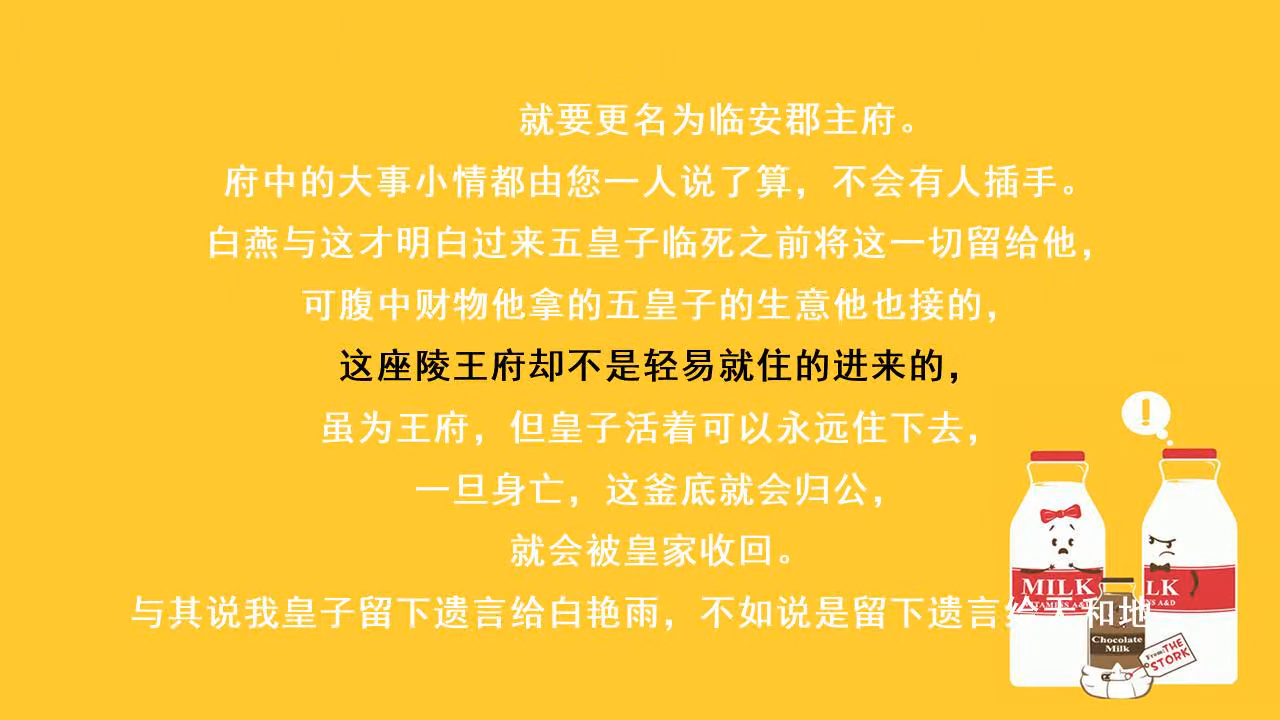 就要更名为临安郡主府。
府中的大事小情都由您一人说了算，不会有人插手。
白燕与这才明白过来五皇子临死之前将这一切留给他，
可腹中财物他拿的五皇子的生意他也接的，
这座陵王府却不是轻易就住的进来的，
虽为王府，但皇子活着可以永远住下去，
一旦身亡，这釜底就会归公，
就会被皇家收回。
与其说我皇子留下遗言给白艳雨，不如说是留下遗言给太和地
!
MILK
VITAMINS A&D
LK
NS A&D
Chocolate
Milk
From: THE
STORK